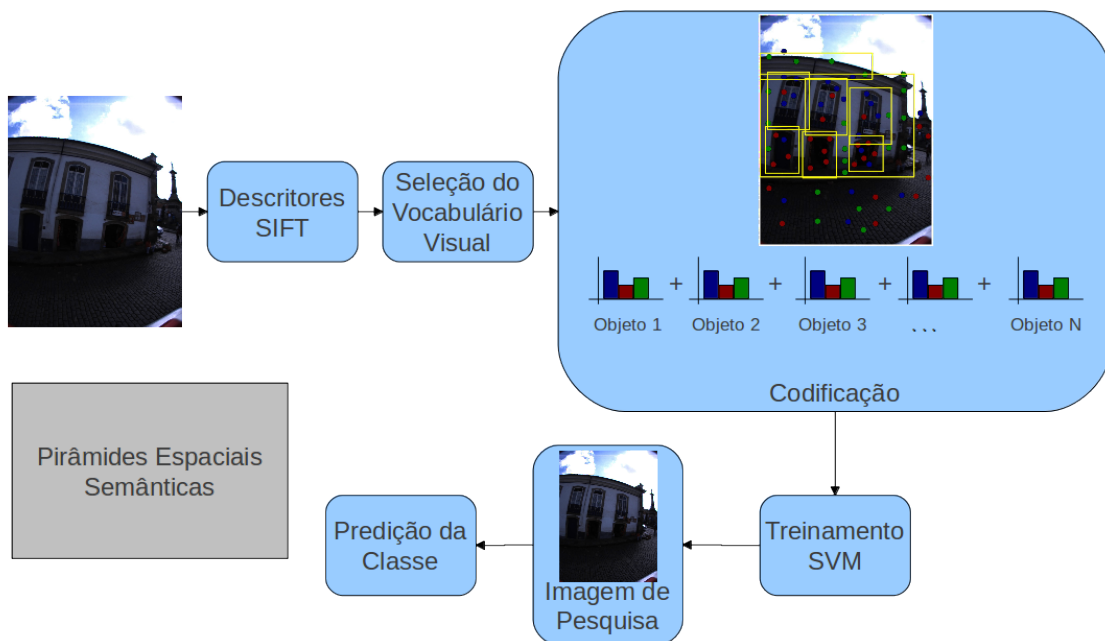 Descritores
SIFT
Seleção do
Vocabulário
Visual
+ + + +
Objeto 1 Objeto 2 Objeto 3 ... Objeto N
Codificação
Pirâmides Espaciais
Semânticas
Predição da
Classe
Imagem de
Pesquisa
Treinamento
SVM